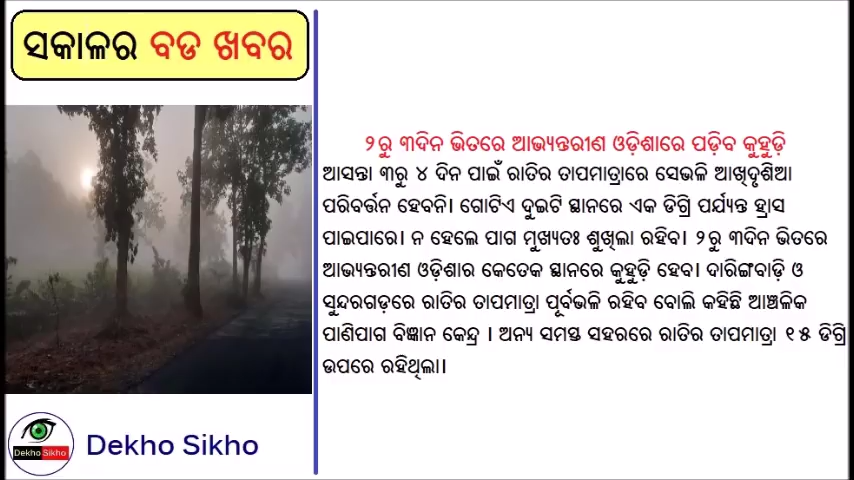 ସକାଳର ବଡ ଖବର
୨ରୁ ୩ଦିନ ଭିତରେ ଆଭ୍ୟନ୍ତରୀଣ ଓଡ଼ିଶାରେ ପଡ଼ିବ କୁହୁଡ଼ି
ଆସନ୍ତା ୩ରୁ ୪ ଦିନ ପାଇଁ ରାତିର ତାପମାତ୍ରାରେ ସେଭଳି ଆଖିଦୃଶିଆ
ପରିବର୍ତ୍ତନ ହେବନି। ଗୋଟିଏ ଦୁଇଟି ସ୍ଥାନରେ ଏକ ଡିଗ୍ରି ପର୍ଯ୍ୟନ୍ତ ହ୍ରାସ
ପାଇପାରେ। ନ ହେଲେ ପାଗ ମୁଖ୍ୟତଃ ଶୁଖିଲା ରହିବ। ୨ରୁ ୩ଦିନ ଭିତରେ
ଆଭ୍ୟନ୍ତରୀଣ ଓଡ଼ିଶାର କେତେକ ସ୍ଥାନରେ କୁହୁଡ଼ି ହେବ। ଦାରିଙ୍ଗବାଡ଼ି ଓ
ସୁନ୍ଦରଗଡ଼ରେ ରାତିର ତାପମାତ୍ରା ପୂର୍ବଭଳି ରହିବ ବୋଲି କହିଛି ଆଞ୍ଚଳିକ
ପାଣିପାଗ ବିଜ୍ଞାନ କେନ୍ଦ୍ର । ଅନ୍ୟ ସମସ୍ତ ସହରରେ ରାତିର ତାପମାତ୍ରା ୧୫ ଡିଗ୍ରି
ଉପରେ ରହିଥିଲା।
Dekho Sikho
Dekho Sikho